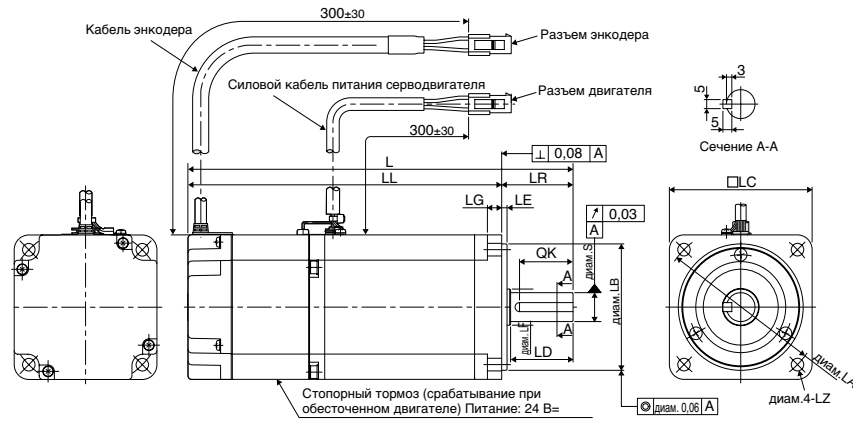 300±30
Кабель энкодера
Разъем энкодера
Силовой кабель питания серводвигателя
Разъем двигателя
300±30
3
5
5
Сечение А-А
⊥ 0,08 A
L
LL
LR
LG
LE
□LC
↗ 0,03
A
QK
A
диам.S
диам.LB
A
диам. LF
LD
диам.LA
диам.4-LZ
Стопорный тормоз (срабатывание при
обесточенном двигателе) Питание: 24 В=
◎ диам. 0,06 A